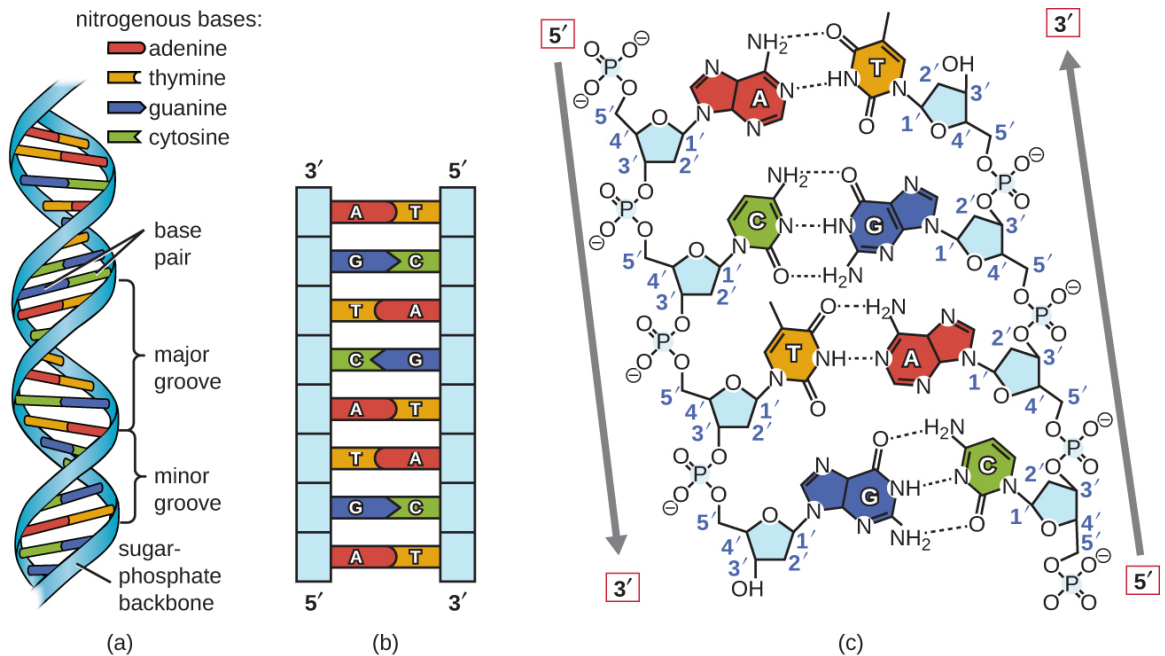 nitrogenous bases:
adenine
thymine
guanine
cytosine
base
pair
major
groove
minor
groove
sugar-
phosphate
backbone
(a)
3′ 5′
A T
G C
T A
C G
A T
T A
G C
A T
5′ 3′
(b)
5′ 3′
O P O⊖ ⊖O O 5′ 4′ 3′ 2′ 1′ O
N N N N A NH2 O HN T N O
OH 2′ 3′ 1′ O 4′ 5′ O
O P O⊖ O O
O O P O ⊖O 5′ 4′ 3′ 2′ 1′ O
N C N O NH2 O HN G N N N H2N
2′ 3′ 1′ O 4′ 5′ O
O P O⊖ O O
O O P O ⊖O 5′ 4′ 3′ 2′ 1′ O
N T NH O O H2N N A N N N
2′ 3′ 1′ O 4′ 5′ O
O P O⊖ O O
O O P O ⊖O 5′ 4′ 3′ 2′ 1′ O
N N N G NH O NH2 H2N N C N O
2′ 3′ 1′ O 4′ 5′ O
OH O P O⊖ O
3′ 5′
(c)